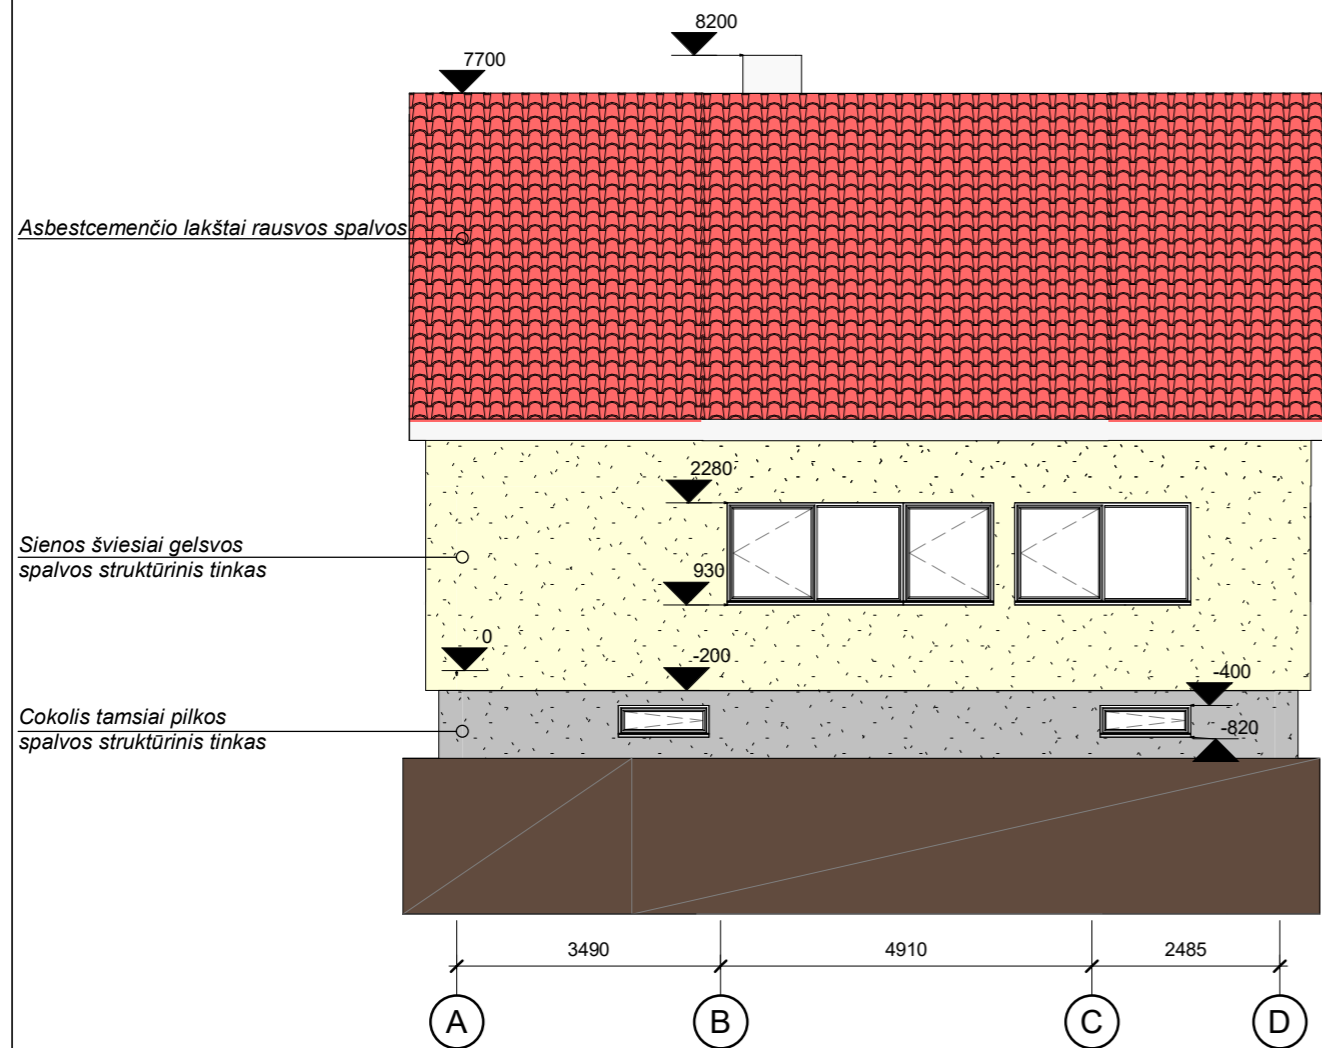 8200
7700
Asbestcemenčio lakštai rausvos spalvos
2280
Sienos šviesiai gelsvos
spalvos struktūrinis tinkas
930
0
-200
-400
Cokolis tamsiai pilkos
spalvos struktūrinis tinkas
-820
3490
4910
2485
A
B
C
D